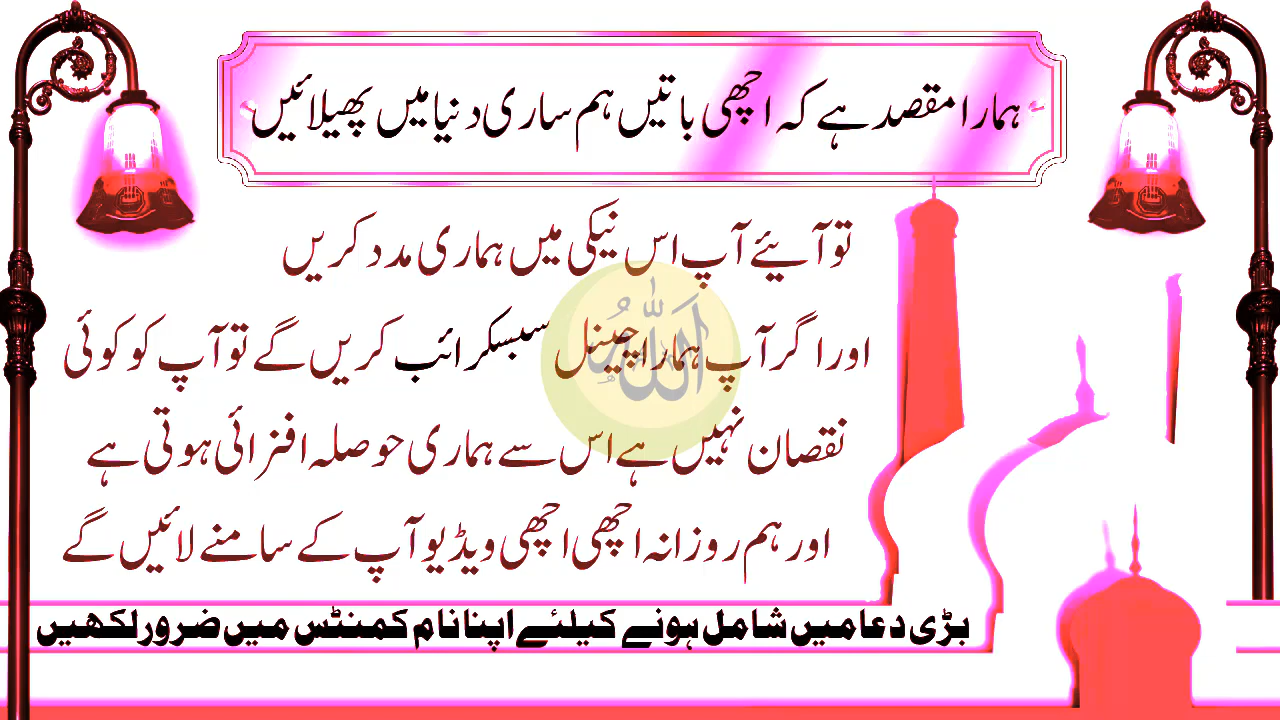 ہمارا مقصد ہے کہ اچھی باتیں ہم ساری دنیا میں پھیلائیں
تو آیئے آپ اس نیکی میں ہماری مدد کریں
اور اگر آپ ہمارا چینل سبسکرائب کریں گے تو آپ کو کوئی
نقصان نہیں ہے اس سے ہماری حوصلہ افزائی ہوتی ہے
اور ہم روزانہ اچھی اچھی ویڈیو آپ کے سامنے لائیں گے
بڑی دعا میں شامل ہونے کیلئے اپنا نام کمنٹس میں ضرور لکھیں
اللہ